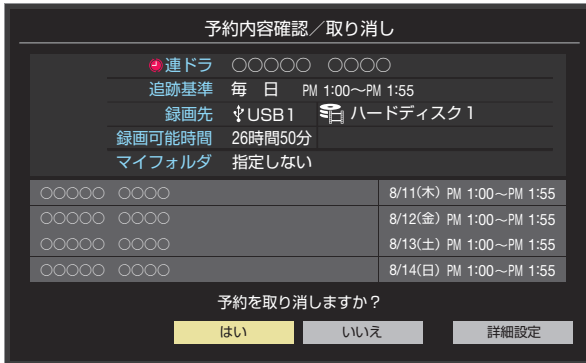 予約内容確認／取り消し
連ドラ ○○○○○ ○○○○
追跡基準 毎 日 PM 1:00～PM 1:55
録画先 USB1 ハードディスク1
録画可能時間 26時間50分
マイフォルダ 指定しない
○○○○○ ○○○○ 8/11(木) PM 1:00～PM 1:55
○○○○○ ○○○○ 8/12(金) PM 1:00～PM 1:55
○○○○○ ○○○○ 8/13(土) PM 1:00～PM 1:55
○○○○○ ○○○○ 8/14(日) PM 1:00～PM 1:55
予約を取り消しますか？
はい いいえ 詳細設定